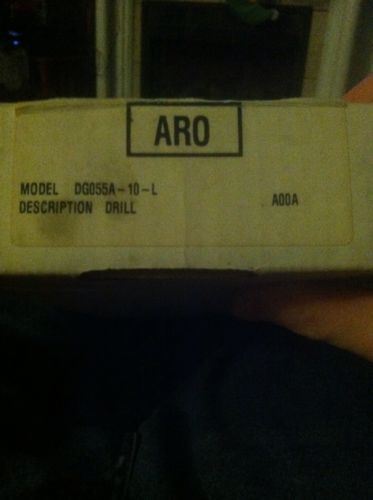 ARO
MODEL DG055A-10-L
DESCRIPTION DRILL A00A